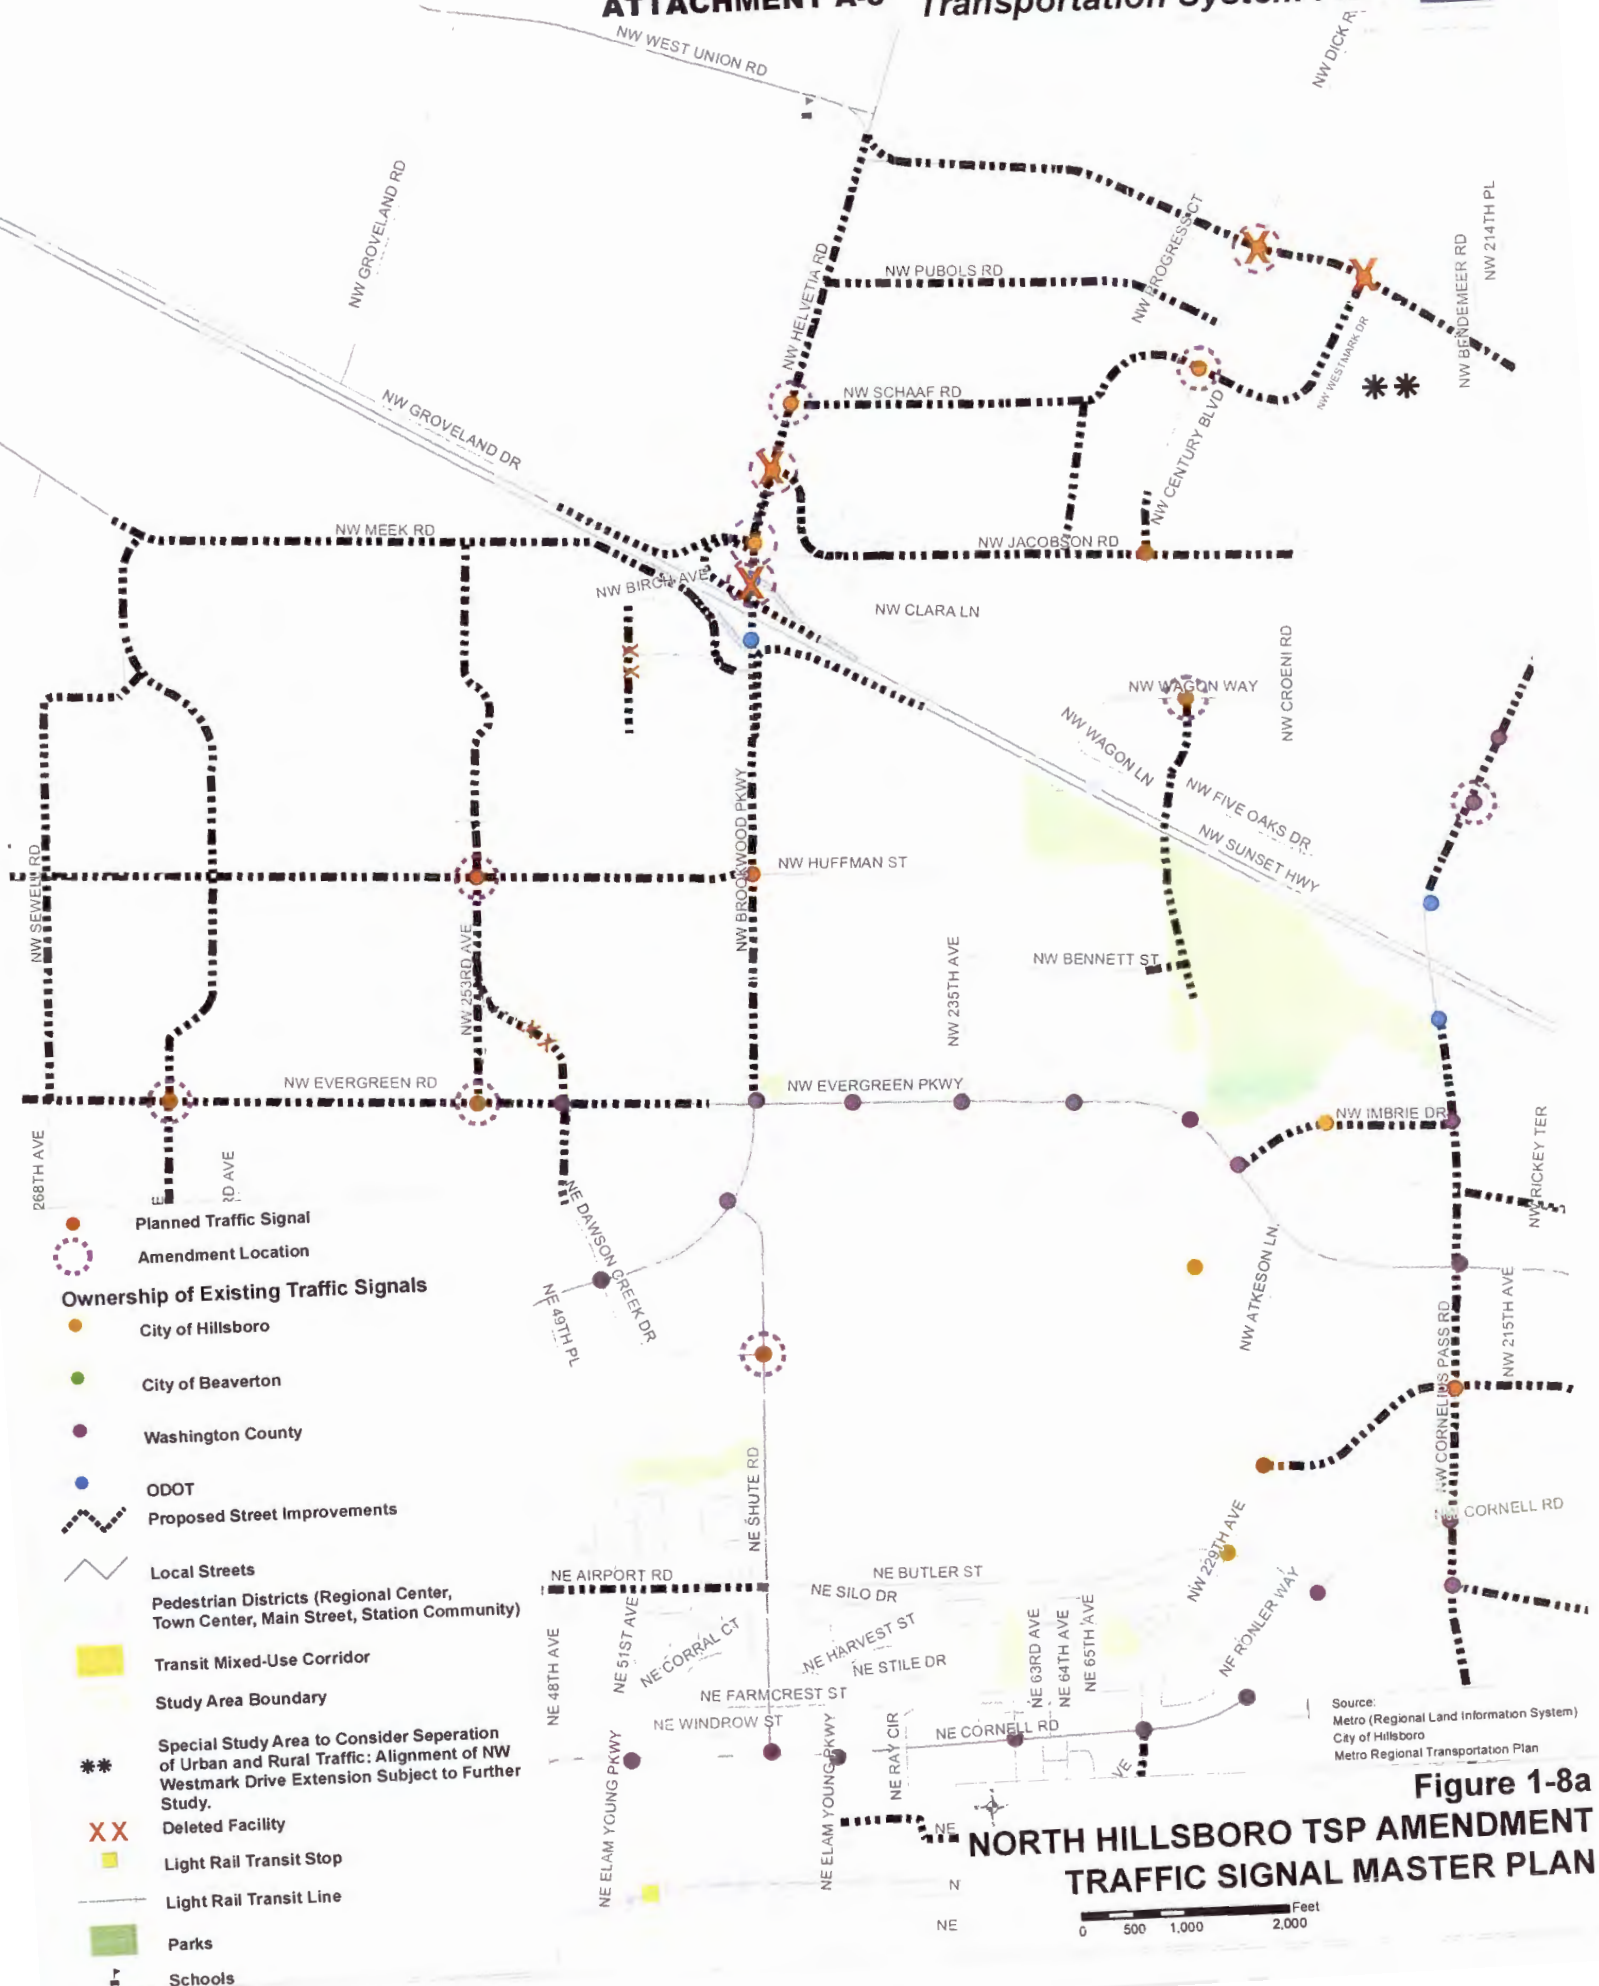 ATTACHMENT A-
Transportation System
NW WEST UNION RD
NW DICK R
NW GROVELAND RD
NW PROGRESS CT
NW 214TH PL
NW BENDEMEER RD
NW HELVETIA RD
NW PUBOLS RD
NW WESTMARK DR
NW SCHAAF RD
NW GROVELAND DR
NW CENTURY BLVD
NW MEEK RD
NW JACOBSON RD
NW BIRCH AVE
NW CLARA LN
NW CROENI RD
NW WAGON WAY
NW WAGON LN
NW FIVE OAKS DR
NW SUNSET HWY
NW BROOKWOOD PKWY
NW HUFFMAN ST
NW SEWELL RD
NW 253RD AVE
NW 235TH AVE
NW BENNETT ST
NW EVERGREEN RD
NW EVERGREEN PKWY
NW IMBRIE DR
NW RICKEY TER
268TH AVE
E
RD AVE
NE DAWSON CREEK DR
NE 49TH PL
NW ATKESON LN
NW 215TH AVE
NW CORNELIUS PASS RD
NE SHUTE RD
CORNELL RD
NW 229TH AVE
NE AIRPORT RD
NE BUTLER ST
NE SILO DR
NE 51ST AVE
NE CORRAL CT
NE HARVEST ST
NE STILE DR
NE 48TH AVE
NE 63RD AVE
NE 64TH AVE
NE 65TH AVE
RONLER WAY
NE FARMCREST ST
NE WINDROW ST
NE CORNELL RD
NE RAY CIR
NE ELAM YOUNG PKWY
NE ELAM YOUNG PKWY
VE
NE
N
NE
Planned Traffic Signal
Amendment Location
Ownership of Existing Traffic Signals
City of Hillsboro
City of Beaverton
Washington County
ODOT
Proposed Street Improvements
Local Streets
Pedestrian Districts (Regional Center,
Town Center, Main Street, Station Community)
Transit Mixed-Use Corridor
Study Area Boundary
Special Study Area to Consider Seperation
of Urban and Rural Traffic: Alignment of NW
Westmark Drive Extension Subject to Further
Study.
X X Deleted Facility
Light Rail Transit Stop
Light Rail Transit Line
Parks
Schools
Source:
Metro (Regional Land Information System)
City of Hillsboro
Metro Regional Transportation Plan
Figure 1-8a
NORTH HILLSBORO TSP AMENDMENT
TRAFFIC SIGNAL MASTER PLAN
Feet
0 500 1,000 2,000